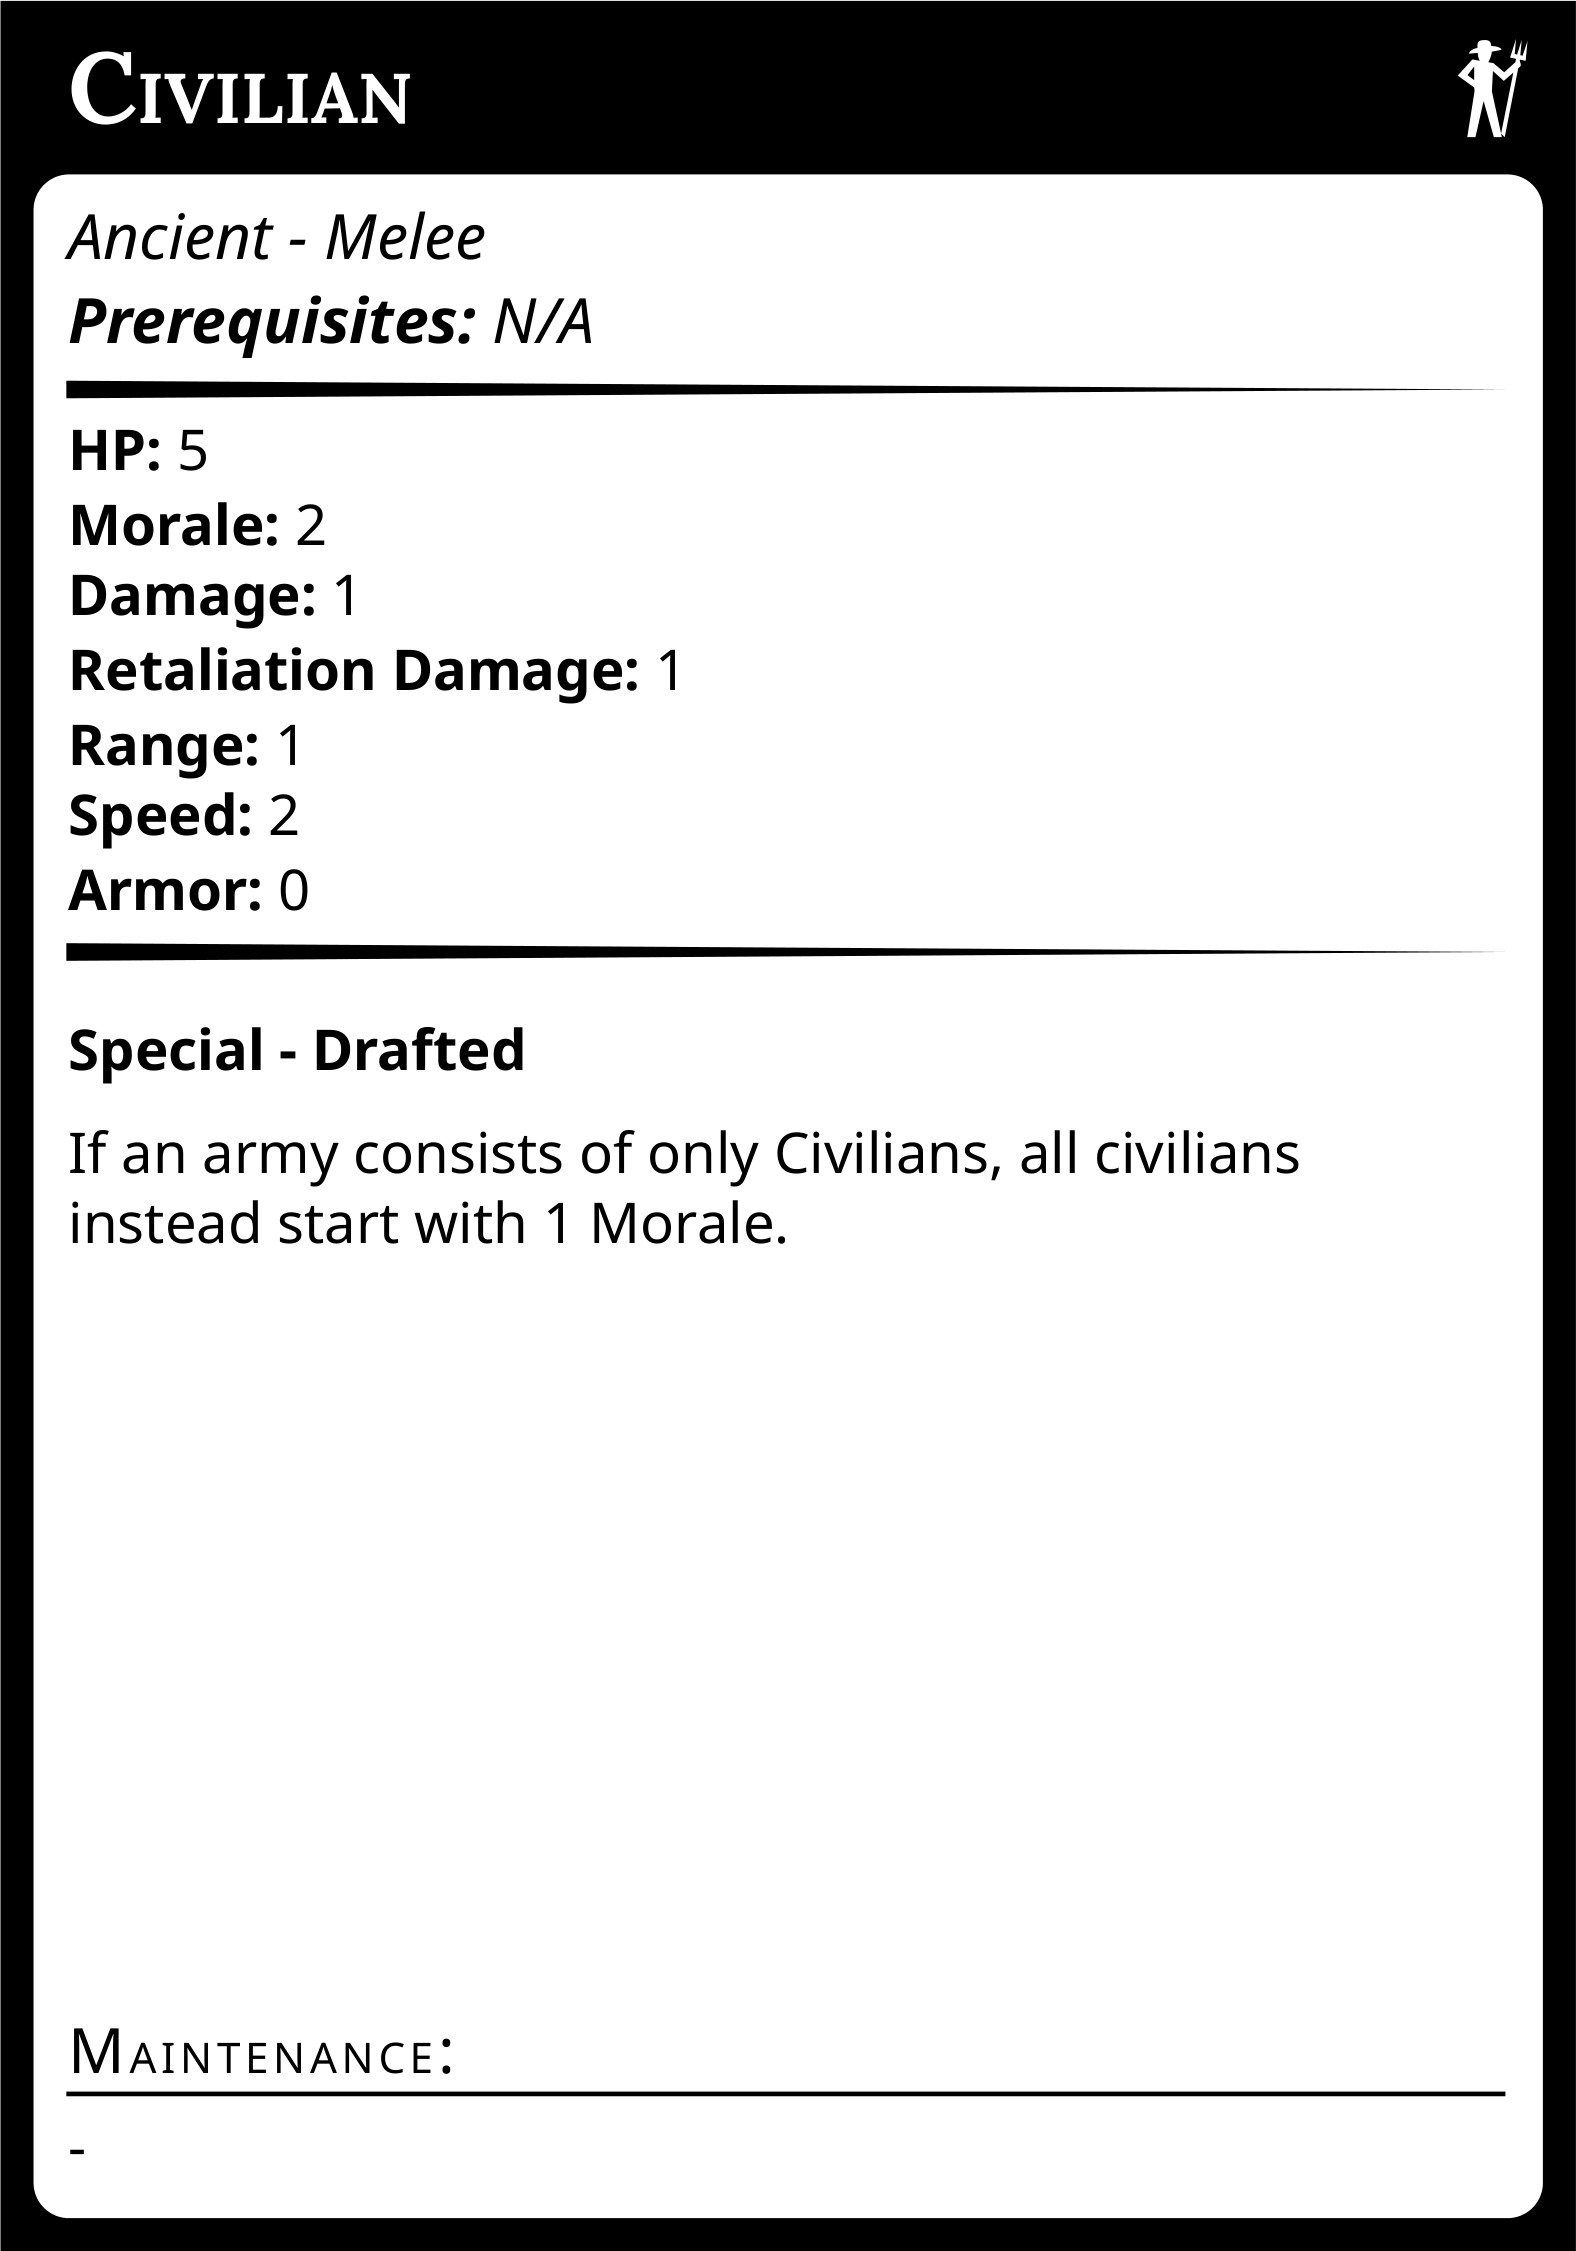 Civilian
Ancient - Melee
Prerequisites: N/A
HP: 5
Morale: 2
Damage: 1
Retaliation Damage: 1
Range: 1
Speed: 2
Armor: 0
Special - Drafted
If an army consists of only Civilians, all civilians
instead start with 1 Morale.
Maintenance:
-